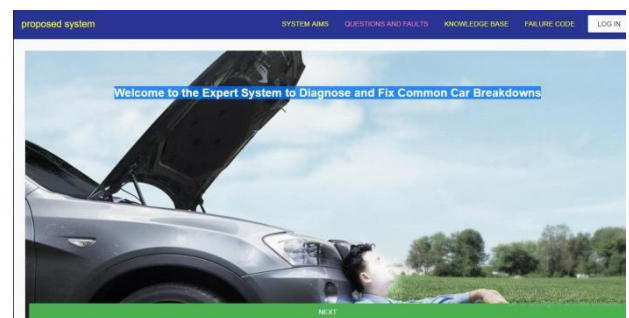 proposed system
SYSTEM AIMS QUESTIONS AND FAULTS KNOWLEDGE BASE FAILURE CODE LOG IN
Welcome to the Expert System to Diagnose and Fix Common Car Breakdowns
NEXT